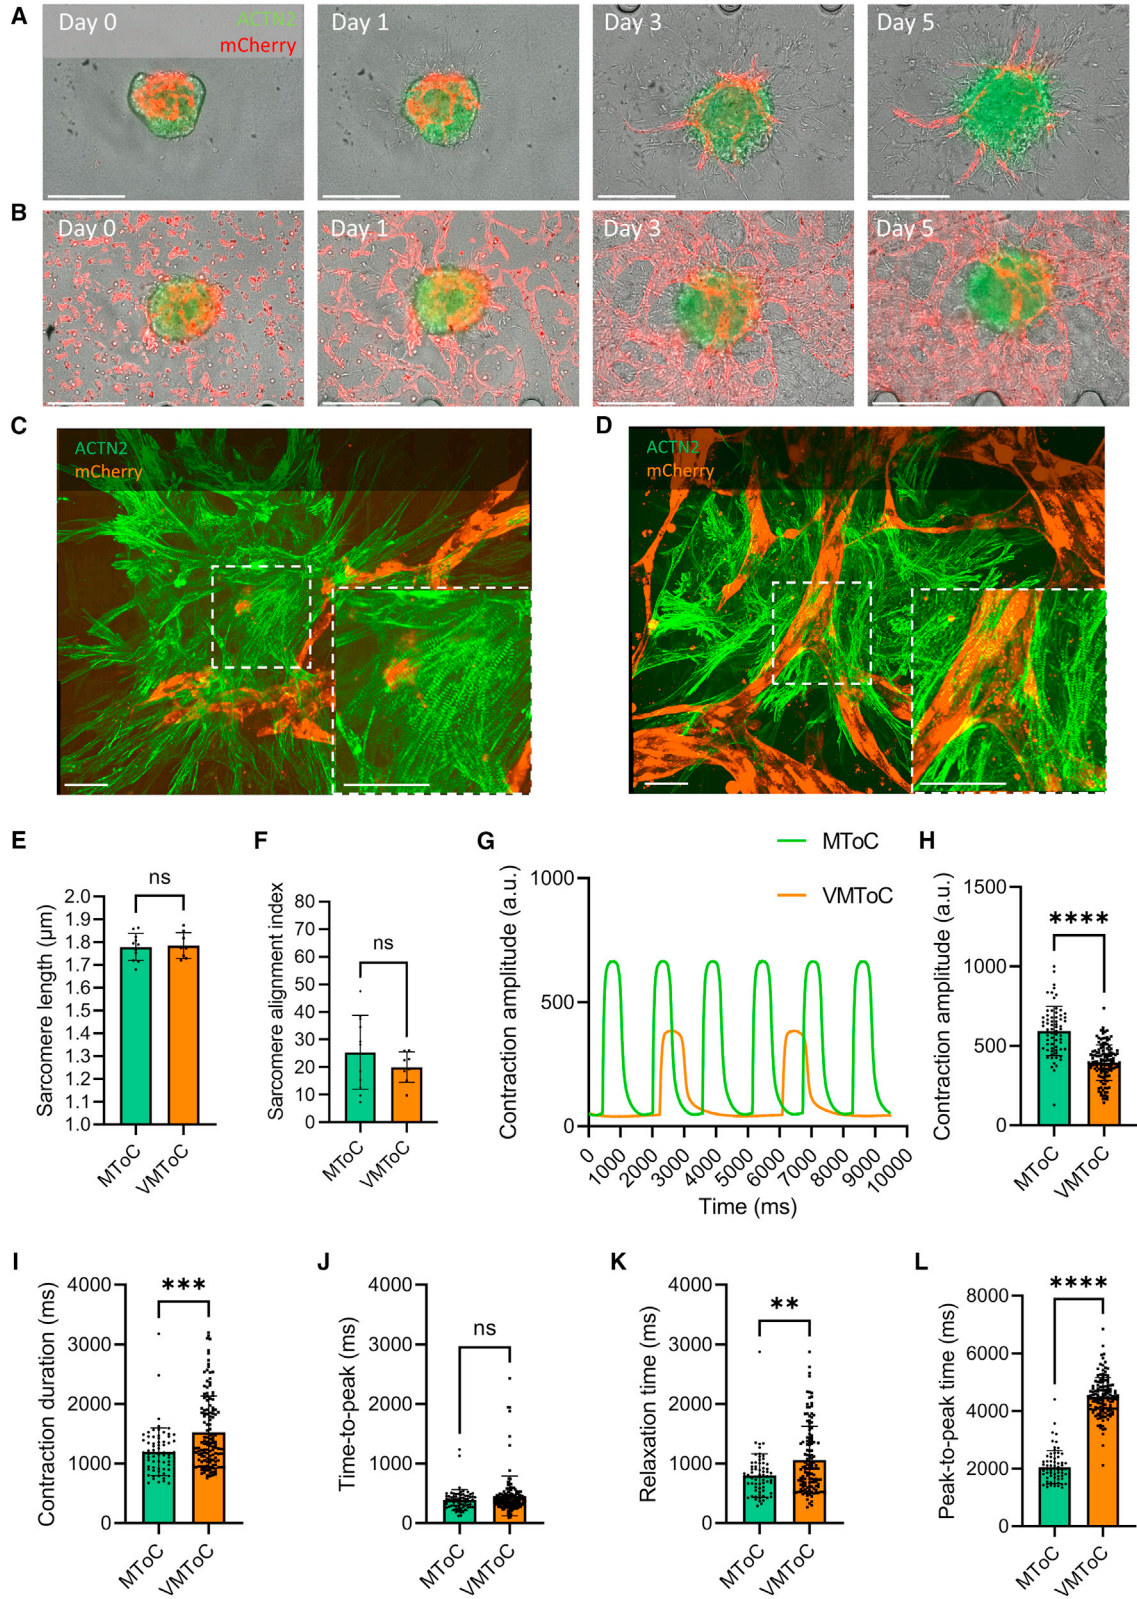 A
Day 0
ACTN2
mCherry
Day 1
Day 3
Day 5
B
Day 0
Day 1
Day 3
Day 5
C
ACTN2
mCherry
D
ACTN2
mCherry
E
Sarcomere length (µm)
2.0
1.9
1.8
1.7
1.6
1.5
1.4
1.3
1.2
1.1
1.0
ns
MToC
VMToC
F
Sarcomere alignment index
80
70
60
50
40
30
20
10
0
ns
MToC
VMToC
G
MToC
VMToC
Contraction amplitude (a.u.)
1000
500
0
0
1000
2000
3000
4000
5000
6000
7000
8000
9000
10000
Time (ms)
H
Contraction amplitude (a.u.)
1500
1000
500
0
****
MToC
VMToC
I
Contraction duration (ms)
4000
3000
2000
1000
0
***
MToC
VMToC
J
Time-to-peak (ms)
4000
3000
2000
1000
0
ns
MToC
VMToC
K
Relaxation time (ms)
4000
3000
2000
1000
0
**
MToC
VMToC
L
Peak-to-peak time (ms)
8000
6000
4000
2000
0
****
MToC
VMToC